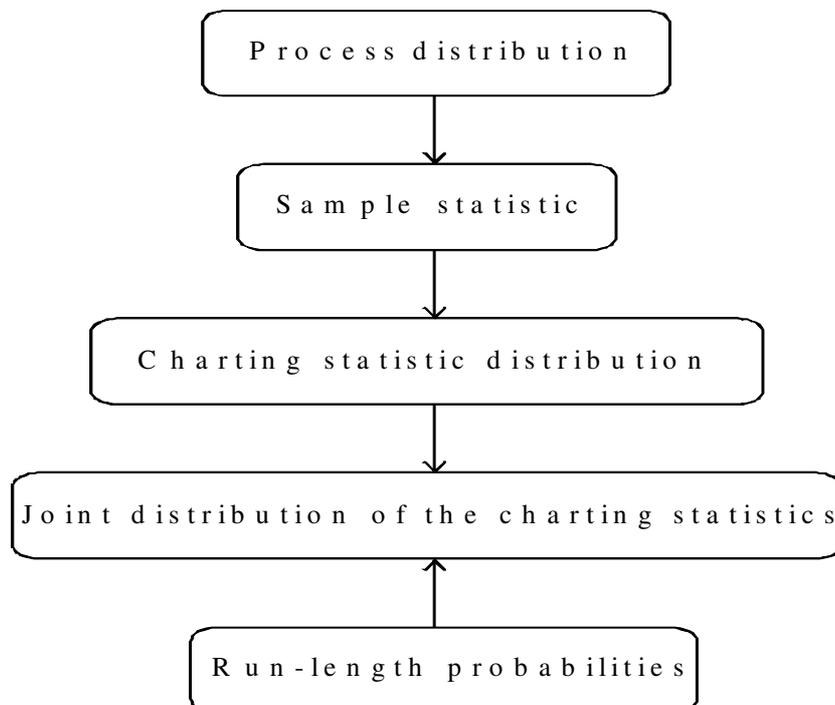 Process distribution
Sample statistic
Charting statistic distribution
Joint distribution of the charting statistics
Run-length probabilities